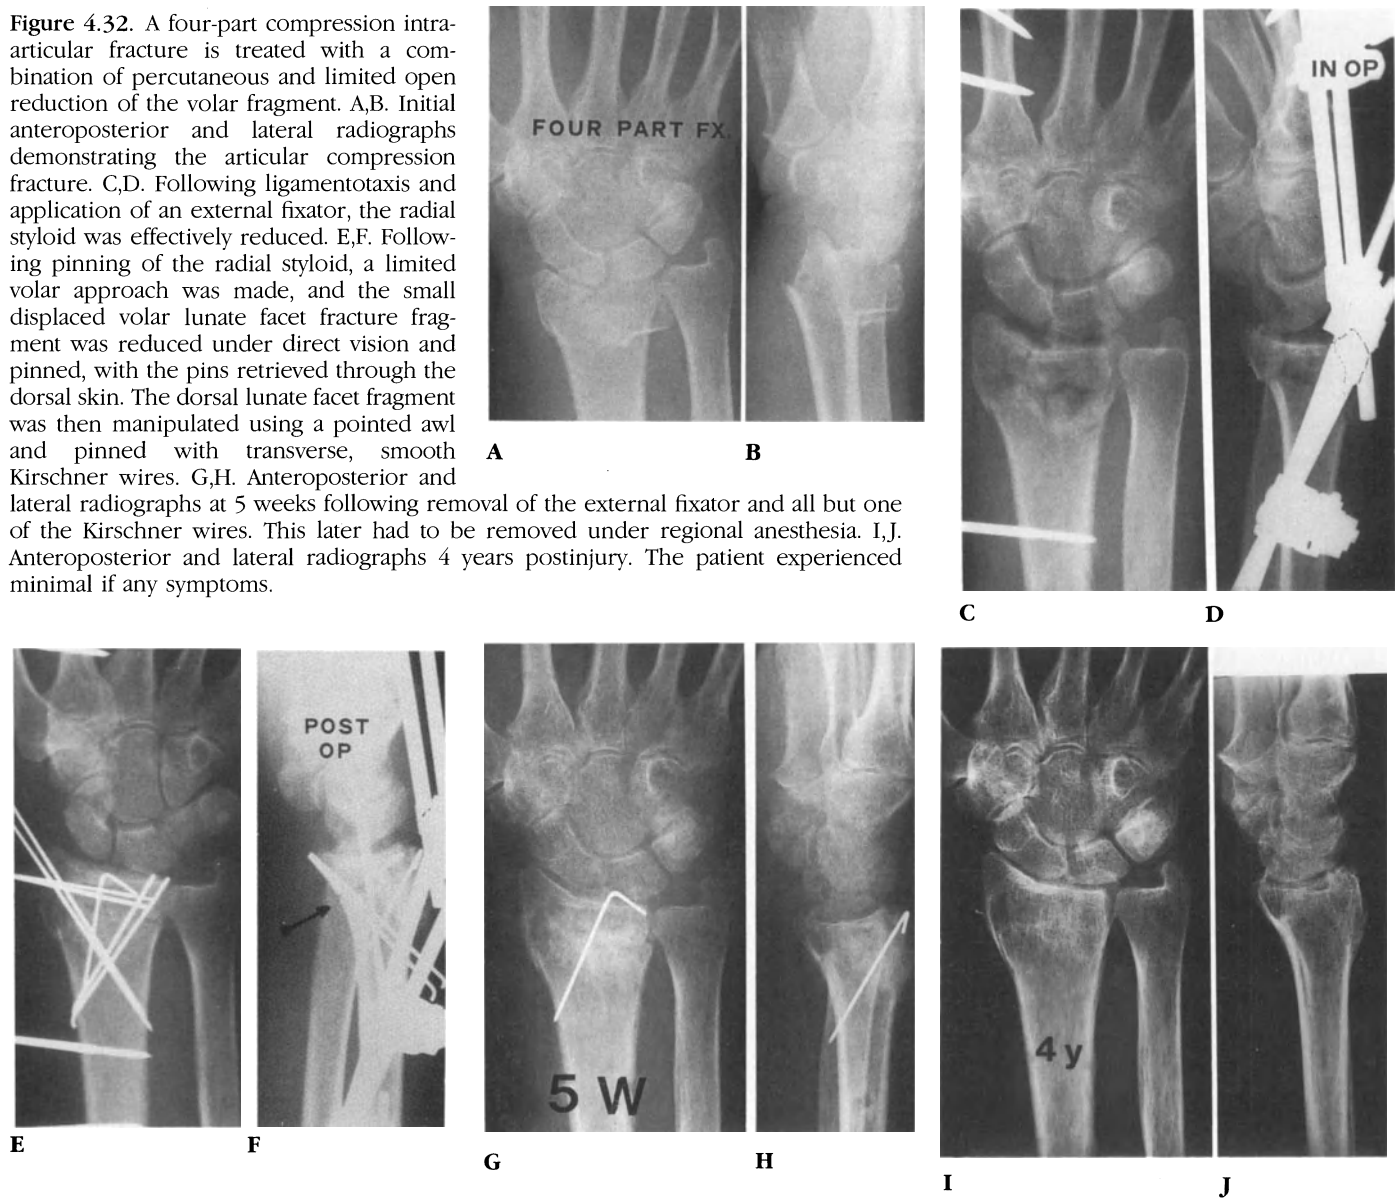 Figure 4.32. A four-part compression intra-
articular fracture is treated with a com-
bination of percutaneous and limited open
reduction of the volar fragment. A,B. Initial
anteroposterior and lateral radiographs
demonstrating the articular compression
fracture. C,D. Following ligamentotaxis and
application of an external fixator, the radial
styloid was effectively reduced. E,F. Follow-
ing pinning of the radial styloid, a limited
volar approach was made, and the small
displaced volar lunate facet fracture frag-
ment was reduced under direct vision and
pinned, with the pins retrieved through the
dorsal skin. The dorsal lunate facet fragment
was then manipulated using a pointed awl
and pinned with transverse, smooth
Kirschner wires. G,H. Anteroposterior and
lateral radiographs at 5 weeks following removal of the external fixator and all but one
of the Kirschner wires. This later had to be removed under regional anesthesia. I,J.
Anteroposterior and lateral radiographs 4 years postinjury. The patient experienced
minimal if any symptoms.
FOUR PART FX.
A
B
IN OP
C
D
POST
OP
E
F
5 W
G
H
4 y
I
J